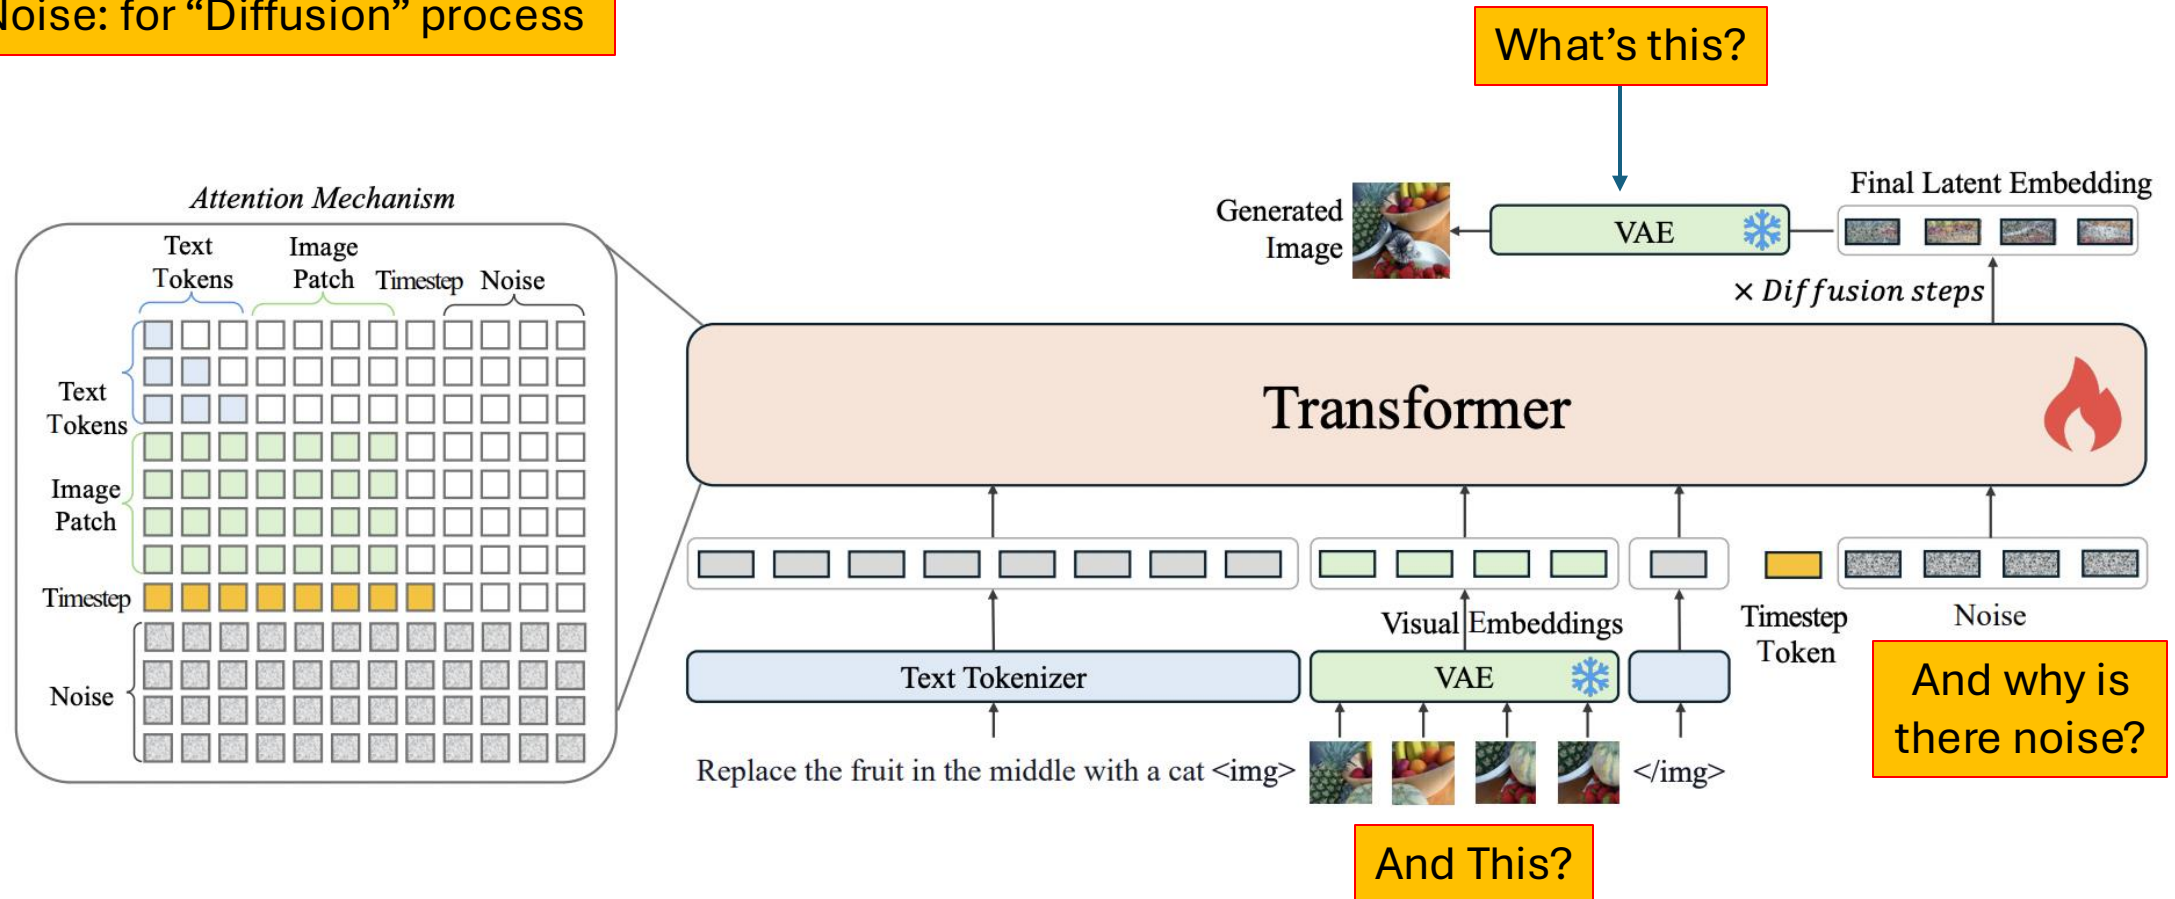 Noise: for “Diffusion” process
What’s this?
Attention Mechanism
Text
Tokens
Image
Patch
Timestep
Noise
Text
Tokens
Image
Patch
Timestep
Noise
Generated
Image
VAE
Final Latent Embedding
× Diffusion steps
Transformer
Visual Embeddings
Timestep
Token
Noise
Text Tokenizer
VAE
And why is
there noise?
Replace the fruit in the middle with a cat <img>
</img>
And This?